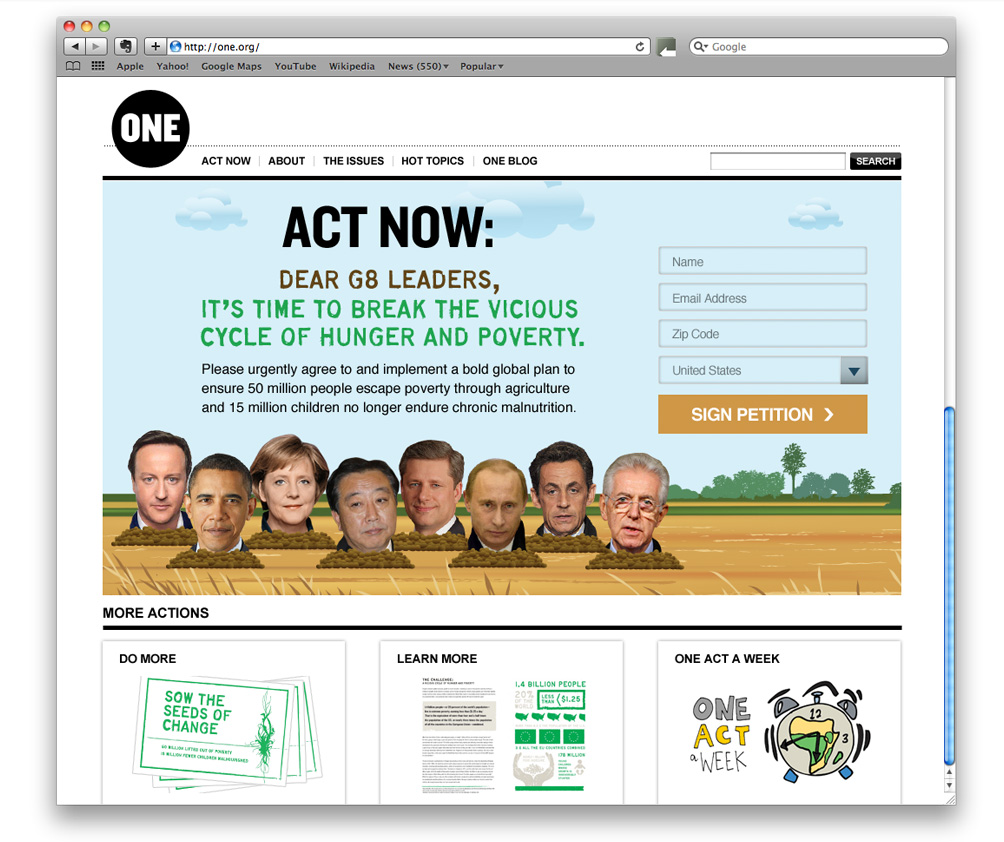 http://one.org/
Google
Apple
Yahoo!
Google Maps
YouTube
Wikipedia
News (550)
Popular
ONE
ACT NOW
ABOUT
THE ISSUES
HOT TOPICS
ONE BLOG
SEARCH
ACT NOW:
DEAR G8 LEADERS,
IT'S TIME TO BREAK THE VICIOUS
CYCLE OF HUNGER AND POVERTY.
Please urgently agree to and implement a bold global plan to
ensure 50 million people escape poverty through agriculture
and 15 million children no longer endure chronic malnutrition.
Name
Email Address
Zip Code
United States
SIGN PETITION
MORE ACTIONS
DO MORE
SOW THE
SEEDS OF
CHANGE
LEARN MORE
THE CHALLENGE:
1.4 BILLION PEOPLE
20%
OF THE
WORLD
LESS
THAN
$1.25
ONE ACT A WEEK
ONE
ACT
a WEEK
12
3